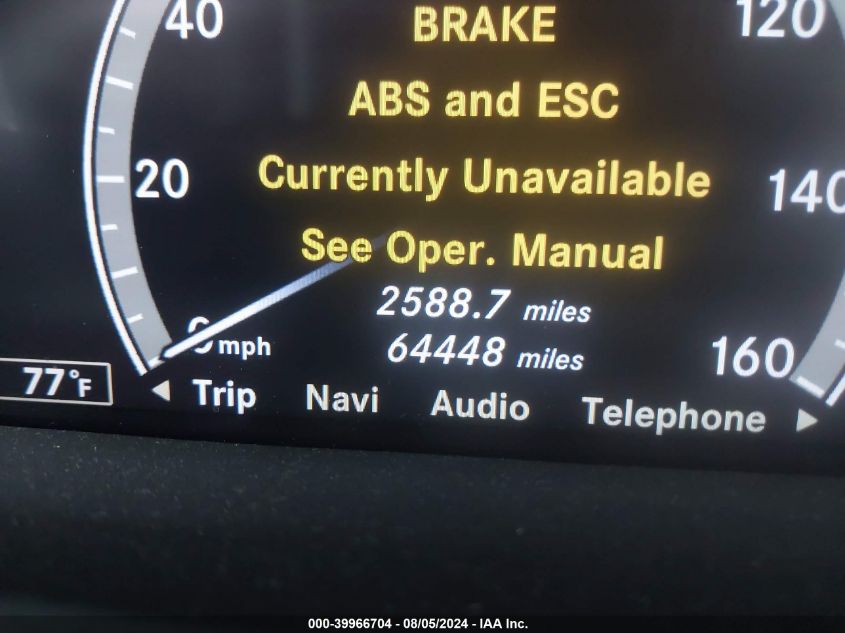 40
BRAKE
120
ABS and ESC
20
Currently Unavailable
140
See Oper. Manual
2588.7 miles
0 mph
64448 miles
160
77°F
◄ Trip Navi Audio Telephone ►
000-39966704 - 08/05/2024 - IAA Inc.